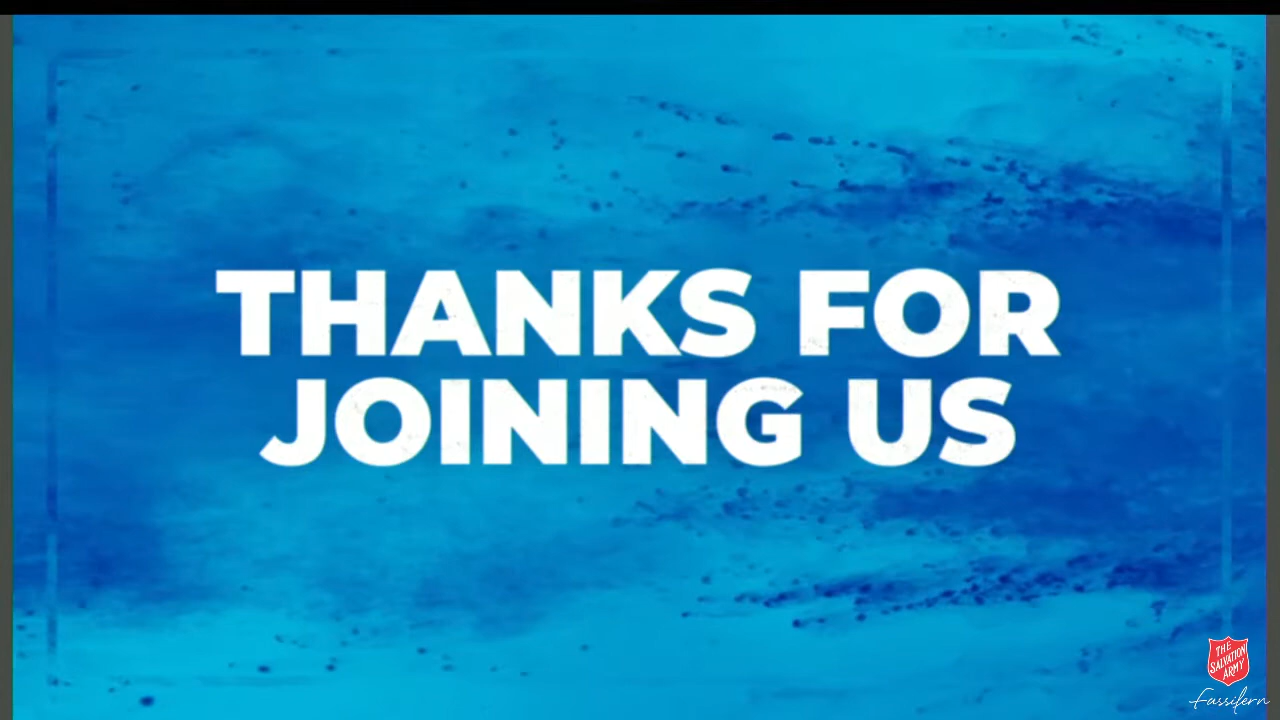 THANKS FOR
JOINING US
THE
SALVATION
ARMY
Fassifern